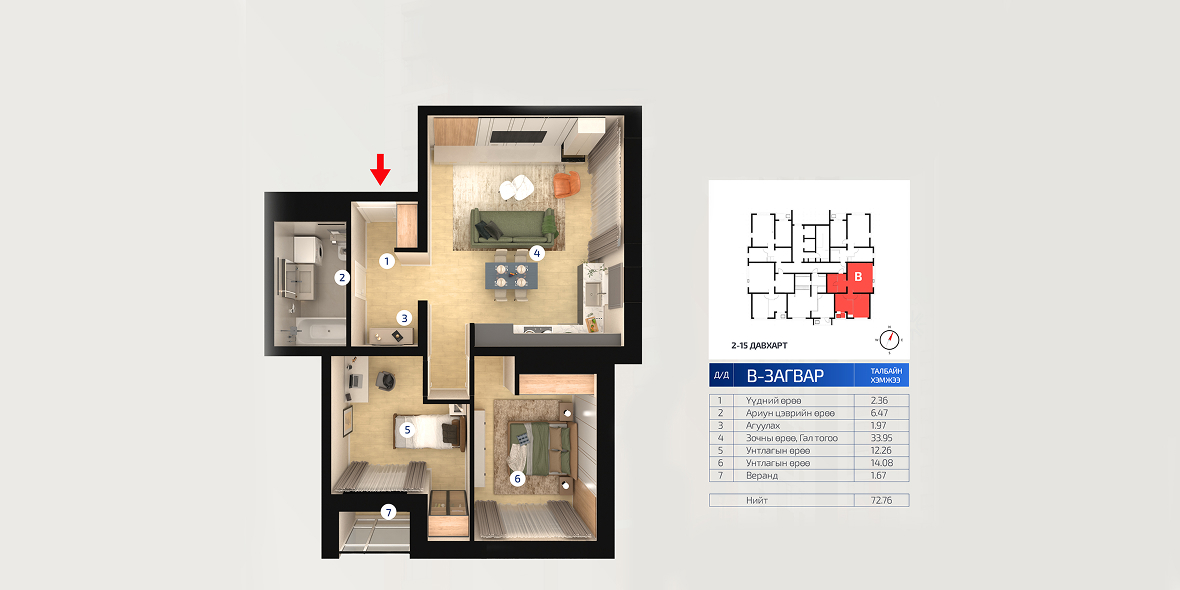 1
2
3
4
5
6
7
B
2-15 ДАВХАРТ
Д/Д В-ЗАГВАР ТАЛБАЙН ХЭМЖЭЭ
1 Үүдний өрөө 2.36
2 Ариун цэврийн өрөө 6.47
3 Агуулах 1.97
4 Зочны өрөө, Гал тогоо 33.95
5 Унтлагын өрөө 12.26
6 Унтлагын өрөө 14.08
7 Веранд 1.67
Нийт 72.76